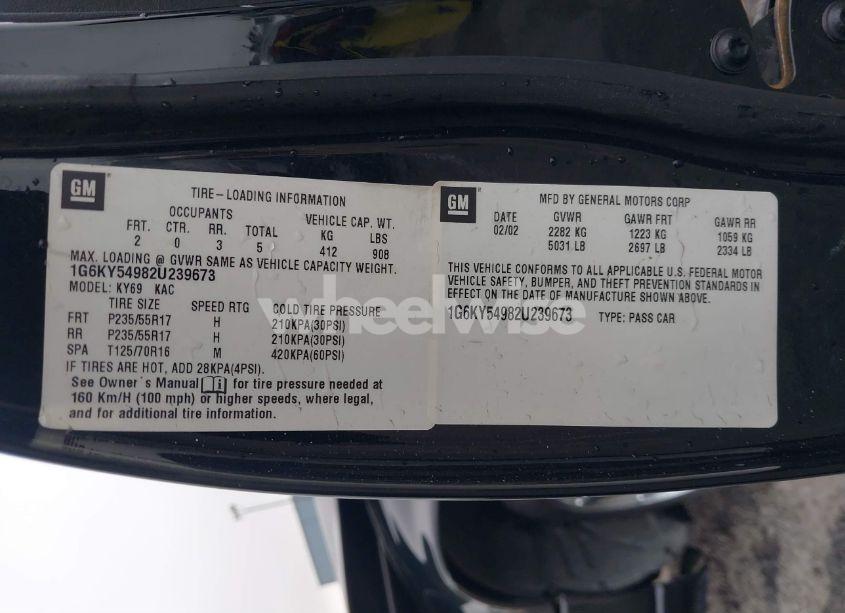 GM
TIRE-LOADING INFORMATION
OCCUPANTS VEHICLE CAP. WT.
FRT. CTR. RR. TOTAL KG LBS
2 0 3 5 412 908
MAX. LOADING @ GVWR SAME AS VEHICLE CAPACITY WEIGHT.
1G6KY54982U239673
MODEL: KY69 KAC
TIRE SIZE SPEED RTG COLD TIRE PRESSURE
FRT P235/55R17 H 210KPA(30PSI)
RR P235/55R17 H 210KPA(30PSI)
SPA T125/70R16 M 420KPA(60PSI)
IF TIRES ARE HOT, ADD 28KPA(4PSI).
See Owner's Manual for tire pressure needed at
160 Km/H (100 mph) or higher speeds, where legal,
and for additional tire information.
GM
MFD BY GENERAL MOTORS CORP
DATE GVWR GAWR FRT GAWR RR
02/02 2282 KG 1223 KG 1059 KG
5031 LB 2697 LB 2334 LB
THIS VEHICLE CONFORMS TO ALL APPLICABLE U.S. FEDERAL MOTOR
VEHICLE SAFETY, BUMPER, AND THEFT PREVENTION STANDARDS IN
EFFECT ON THE DATE OF MANUFACTURE SHOWN ABOVE.
1G6KY54982U239673 TYPE: PASS CAR
wheelwise